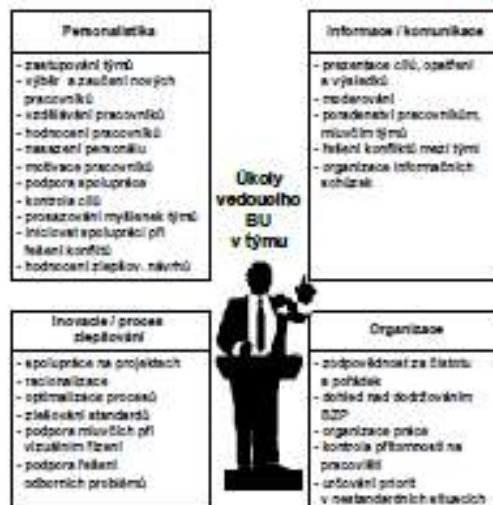 Personalistika
- zastupování týmů
- výběr a zaučení nových
pracovníků
- vzdělávání pracovníků
- hodnocení pracovníků
- nasazení personálu
- motivace pracovníků
- podpora spolupráce
- kontrola cílů
- prosazování myšlenek týmů
- iniciovat spolupráci při
řešení konfliktů
- hodnocení zlepšov. návrhů
Informace / komunikace
- prezentace cílů, opatření
a výsledků
- moderování
- poradenství pracovníkům,
mluvčím týmů
- řešení konfliktů mezi týmy
- organizace informačních
schůzek
Úkoly
vedoucího
BU
v týmu
Inovacie / proces
zlepšování
- spolupráce na projektach
- racionalizace
- optimalizace procesů
- zlepšování standardů
- podpora mluvčích při
vizuálním řízení
- podpora řešení
odborních problémů
Organizace
- zodpovědnost za čistotu
a pořádek
- dohled nad dodržováním
BZP
- organizace práce
- kontrola přítomnosti na
pracovišti
- určování priorit
v nestandardních situacích